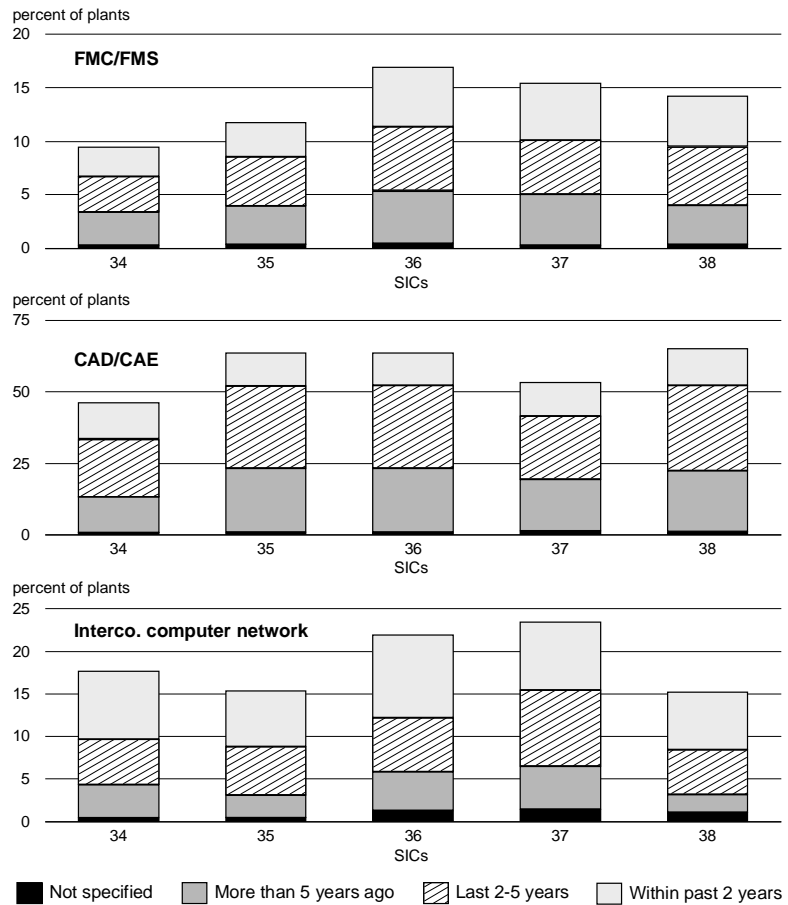 percent of plants
20
FMC/FMS
15
10
5
0
34 35 36 37 38
SICs
percent of plants
75
CAD/CAE
50
25
0
34 35 36 37 38
SICs
percent of plants
25
Interco. computer network
20
15
10
5
0
34 35 36 37 38
SICs
Not specified More than 5 years ago Last 2-5 years Within past 2 years